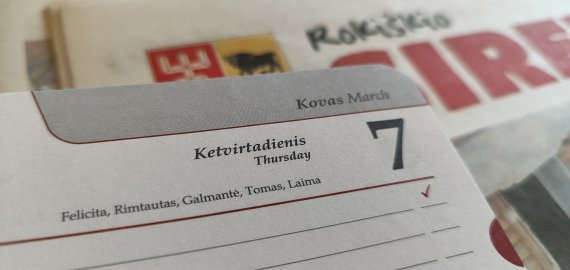 Rokiškio
SIRE
Kovas March
Ketvirtadienis
Thursday
7
Felicita, Rimtautas, Galmantė, Tomas, Laima